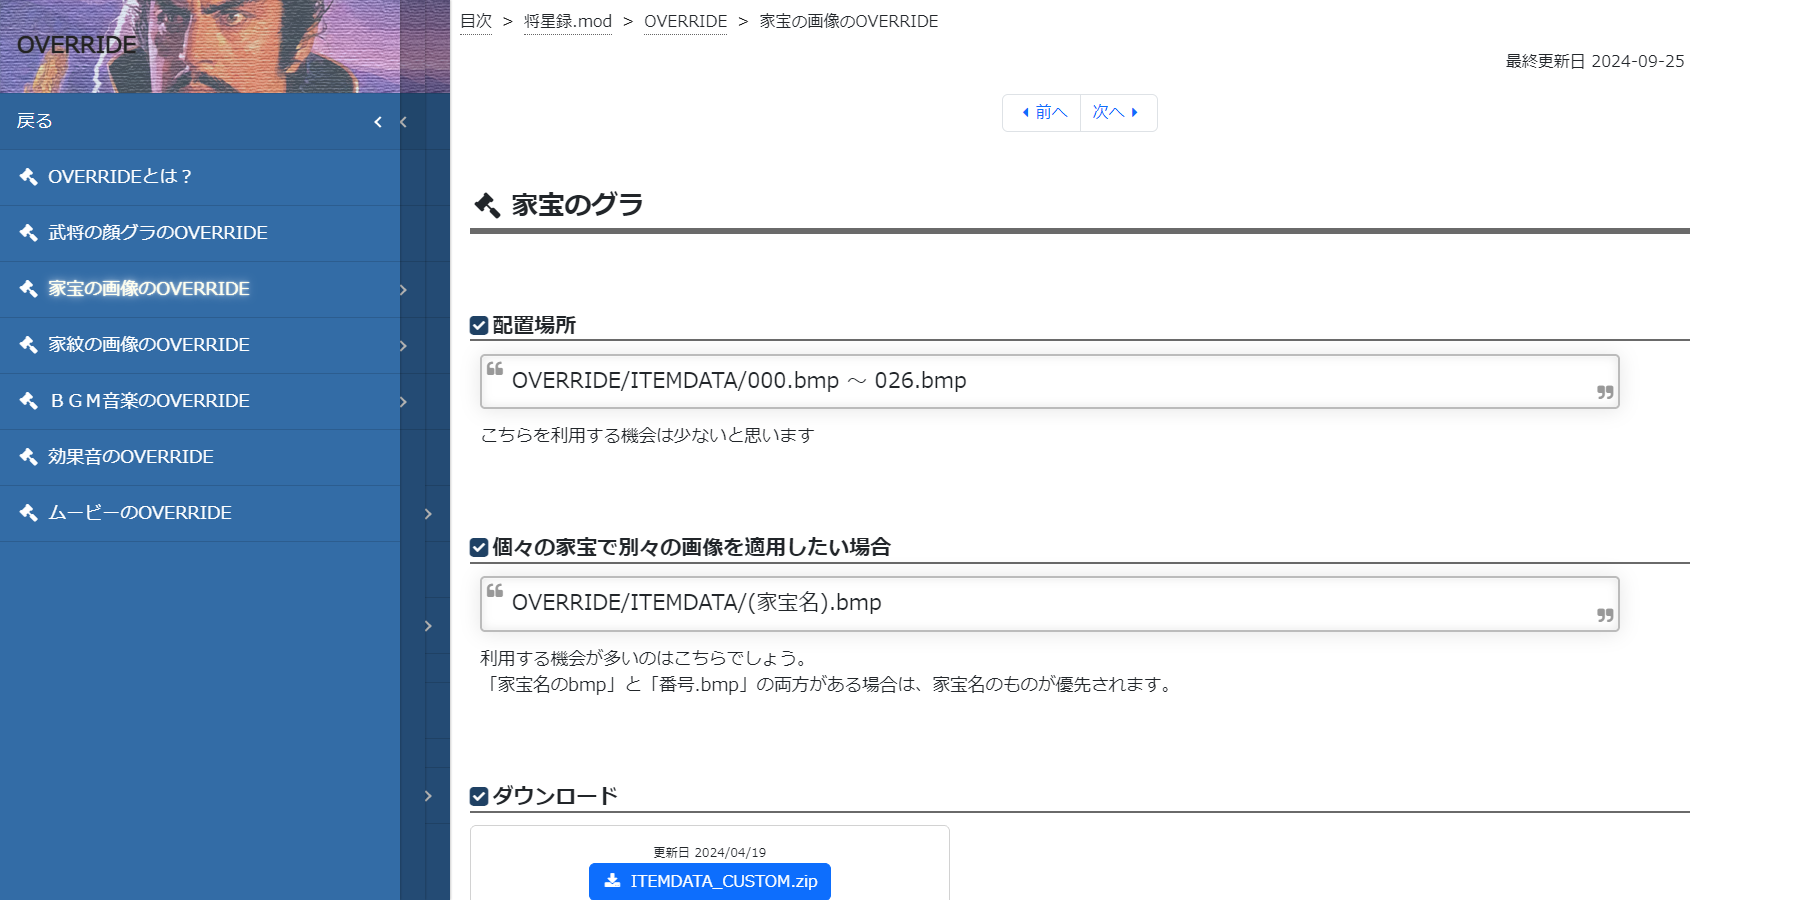 OVERRIDE
戻る
OVERRIDEとは？
武将の顔グラのOVERRIDE
家宝の画像のOVERRIDE
家紋の画像のOVERRIDE
ＢＧＭ音楽のOVERRIDE
効果音のOVERRIDE
ムービーのOVERRIDE
目次 > 将星録.mod > OVERRIDE > 家宝の画像のOVERRIDE
最終更新日 2024-09-25
前へ 次へ
家宝のグラ
配置場所
OVERRIDE/ITEMDATA/000.bmp ～ 026.bmp
こちらを利用する機会は少ないと思います
個々の家宝で別々の画像を適用したい場合
OVERRIDE/ITEMDATA/(家宝名).bmp
利用する機会が多いのはこちらでしょう。
「家宝名のbmp」と「番号.bmp」の両方がある場合は、家宝名のものが優先されます。
ダウンロード
更新日 2024/04/19
ITEMDATA_CUSTOM.zip